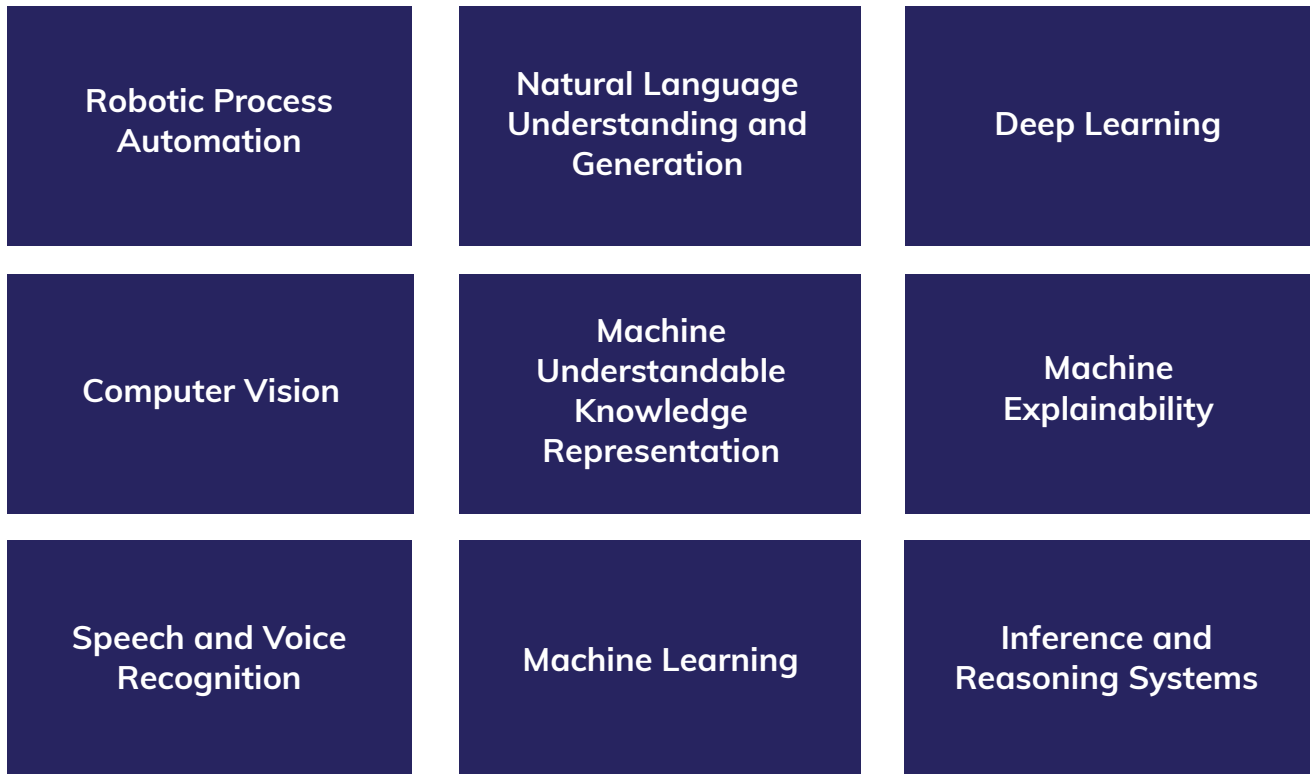 Robotic Process
Automation
Natural Language
Understanding and
Generation
Deep Learning
Computer Vision
Machine
Understandable
Knowledge
Representation
Machine
Explainability
Speech and Voice
Recognition
Machine Learning
Inference and
Reasoning Systems